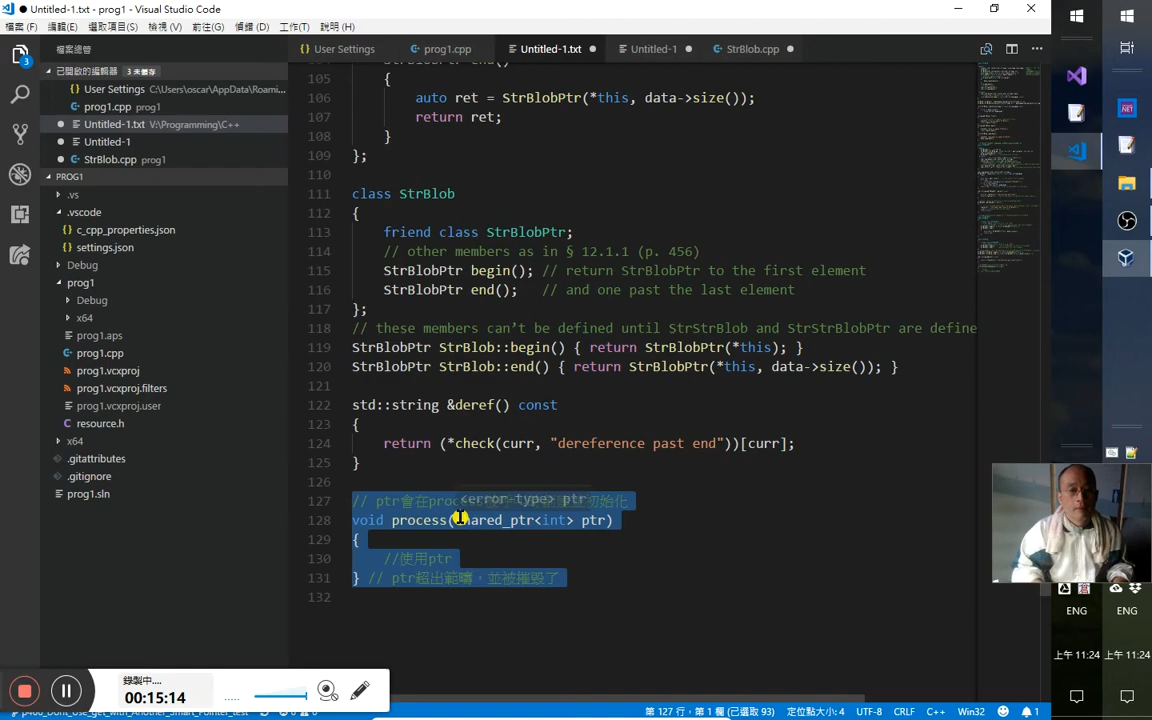 Untitled-1.txt • prog1 - Visual Studio Code
檔案 (F) 編輯(E) 選取項目(S) 檢視 (V) 前往(G) 偵錯 (D) 工作(T) 說明 (H)
檔案總管
User Settings prog1.cpp Untitled-1.txt Untitled-1 StrBlob.cpp
已開啟的編輯器 3 未儲存
User Settings C:\Users\oscar\AppData\Roami...
prog1.cpp prog1
Untitled-1.txt V:\Programming\C++
Untitled-1
StrBlob.cpp prog1
PROG1
.vs
.vscode
c_cpp_properties.json
settings.json
Debug
prog1
Debug
x64
prog1.aps
prog1.cpp
prog1.vcxproj
prog1.vcxproj.filters
prog1.vcxproj.user
resource.h
x64
.gitattributes
.gitignore
prog1.sln
3
105 {
106 auto ret = StrBlobPtr(*this, data->size());
107 return ret;
108 }
109 };
110
111 class StrBlob
112 {
113 friend class StrBlobPtr;
114 // other members as in § 12.1.1 (p. 456)
115 StrBlobPtr begin(); // return StrBlobPtr to the first element
116 StrBlobPtr end(); // and one past the last element
117 };
118 // these members can’t be defined until StrStrBlob and StrStrBlobPtr are define
119 StrBlobPtr StrBlob::begin() { return StrBlobPtr(*this); }
120 StrBlobPtr StrBlob::end() { return StrBlobPtr(*this, data->size()); }
121
122 std::string &deref() const
123 {
124 return (*check(curr, "dereference past end"))[curr];
125 }
126
<error-type> ptr
127 // ptr會在proc 初始化
128 void process(shared_ptr<int> ptr)
129 {
130 //使用ptr
131 } // ptr超出範疇，並被摧毀了
132
.NET
ENG ENG
上午 11:24 上午 11:24
錄製中....
00:15:14
第 127 行，第 1 欄 (已選取 93) 定位點大小: 4 UTF-8 CRLF C++ Win32 1